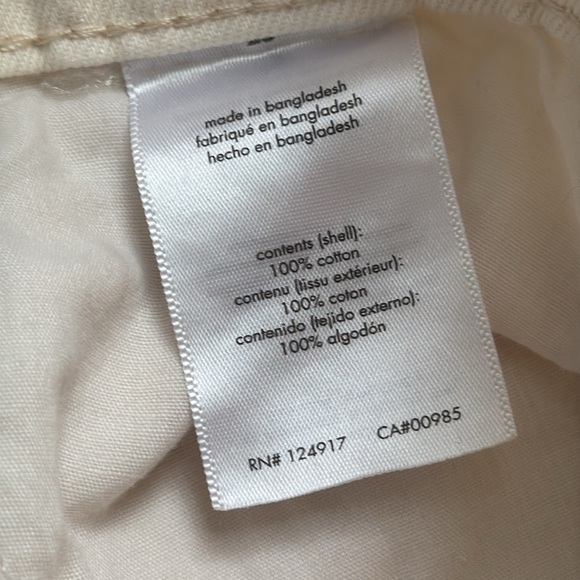 made in bangladesh
fabriqué en bangladesh
hecho en bangladesh
contents (shell):
100% cotton
contenu (tissu extérieur):
100% coton
contenido (tejido externo):
100% algodón
RN# 124917 CA#00985